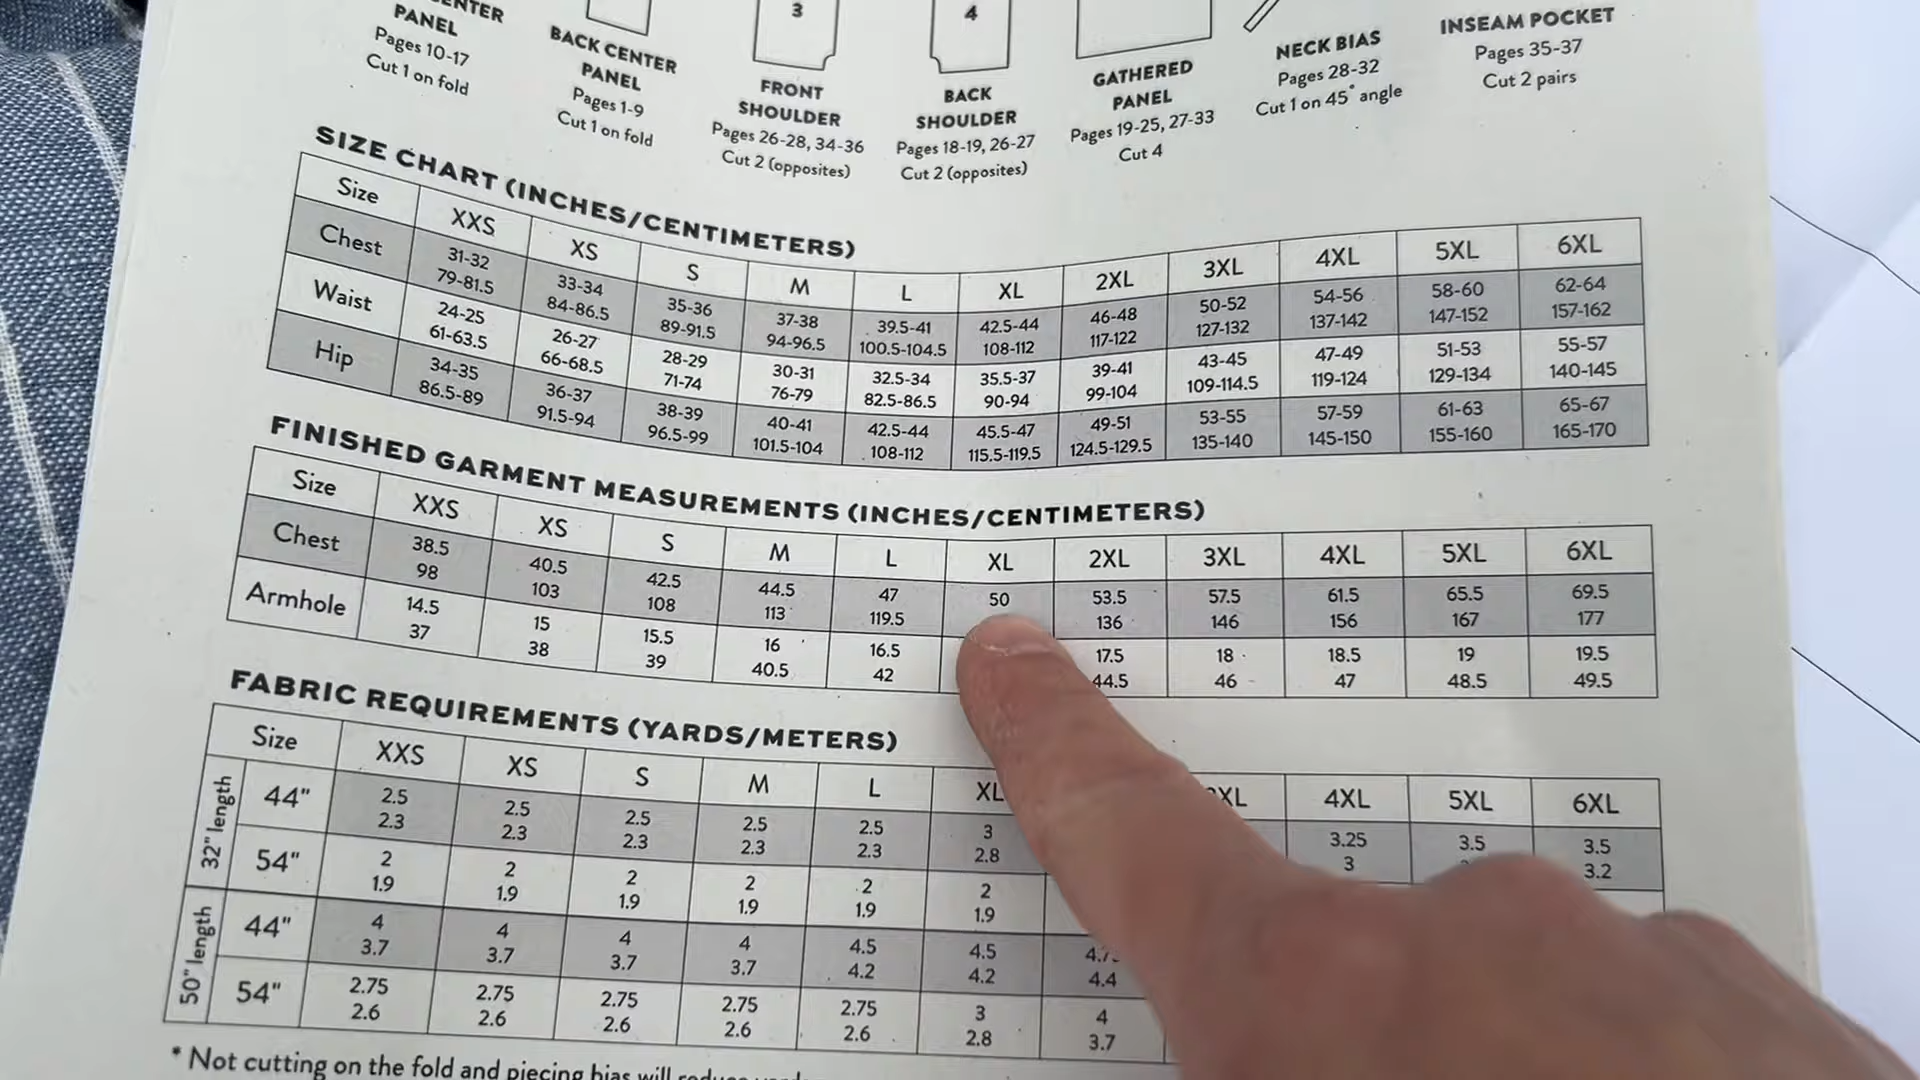 PANEL
Pages 10-17
Cut 1 on fold
BACK CENTER
PANEL
Pages 1-9
Cut 1 on fold
3
FRONT
SHOULDER
Pages 26-28, 34-36
Cut 2 (opposites)
4
BACK
SHOULDER
Pages 18-19, 26-27
Cut 2 (opposites)
GATHERED
PANEL
Pages 19-25, 27-33
Cut 4
NECK BIAS
Pages 28-32
Cut 1 on 45° angle
INSEAM POCKET
Pages 35-37
Cut 2 pairs
SIZE CHART (INCHES/CENTIMETERS)
Size XXS XS S M L XL 2XL 3XL 4XL 5XL 6XL
Chest 31-32 33-34 35-36 37-38 39.5-41 42.5-44 46-48 50-52 54-56 58-60 62-64
79-81.5 84-86.5 89-91.5 94-96.5 100.5-104.5 108-112 117-122 127-132 137-142 147-152 157-162
Waist 24-25 26-27 28-29 30-31 32.5-34 35.5-37 39-41 43-45 47-49 51-53 55-57
61-63.5 66-68.5 71-74 76-79 82.5-86.5 90-94 99-104 109-114.5 119-124 129-134 140-145
Hip 34-35 36-37 38-39 40-41 42.5-44 45.5-47 49-51 53-55 57-59 61-63 65-67
86.5-89 91.5-94 96.5-99 101.5-104 108-112 115.5-119.5 124.5-129.5 135-140 145-150 155-160 165-170
FINISHED GARMENT MEASUREMENTS (INCHES/CENTIMETERS)
Size XXS XS S M L XL 2XL 3XL 4XL 5XL 6XL
Chest 38.5 40.5 42.5 44.5 47 50 53.5 57.5 61.5 65.5 69.5
98 103 108 113 119.5 136 146 156 167 177
Armhole 14.5 15 15.5 16 16.5 17.5 18 18.5 19 19.5
37 38 39 40.5 42 44.5 46 47 48.5 49.5
FABRIC REQUIREMENTS (YARDS/METERS)
Size XXS XS S M L XL 4XL 5XL 6XL
32" length
44" 2.5 2.5 2.5 2.5 2.5 3 3.25 3.5 3.5
2.3 2.3 2.3 2.3 2.3 2.8 3 3.2
54" 2 2 2 2 2 2
1.9 1.9 1.9 1.9 1.9 1.9
50" length
44" 4 4 4 4 4.5 4.5
3.7 3.7 3.7 3.7 4.2 4.2 4.4
54" 2.75 2.75 2.75 2.75 2.75 3 4
2.6 2.6 2.6 2.6 2.6 2.8 3.7
* Not cutting on the fold and piecing bias will